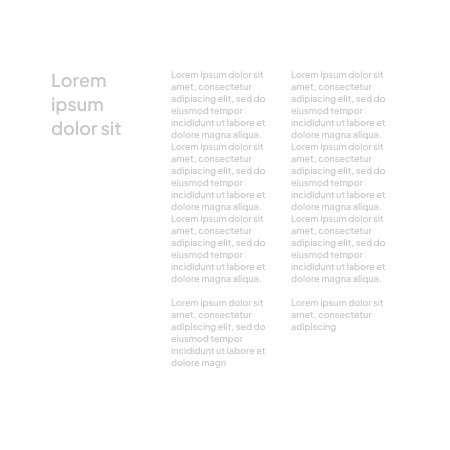 Lorem
ipsum
dolor sit
Lorem ipsum dolor sit
amet, consectetur
adipiscing elit, sed do
eiusmod tempor
incididunt ut labore et
dolore magna aliqua.
Lorem ipsum dolor sit
amet, consectetur
adipiscing elit, sed do
eiusmod tempor
incididunt ut labore et
dolore magna aliqua.
Lorem ipsum dolor sit
amet, consectetur
adipiscing elit, sed do
eiusmod tempor
incididunt ut labore et
dolore magna aliqua.
Lorem ipsum dolor sit
amet, consectetur
adipiscing elit, sed do
eiusmod tempor
incididunt ut labore et
dolore magn
Lorem ipsum dolor sit
amet, consectetur
adipiscing elit, sed do
eiusmod tempor
incididunt ut labore et
dolore magna aliqua.
Lorem ipsum dolor sit
amet, consectetur
adipiscing elit, sed do
eiusmod tempor
incididunt ut labore et
dolore magna aliqua.
Lorem ipsum dolor sit
amet, consectetur
adipiscing elit, sed do
eiusmod tempor
incididunt ut labore et
dolore magna aliqua.
Lorem ipsum dolor sit
amet, consectetur
adipiscing